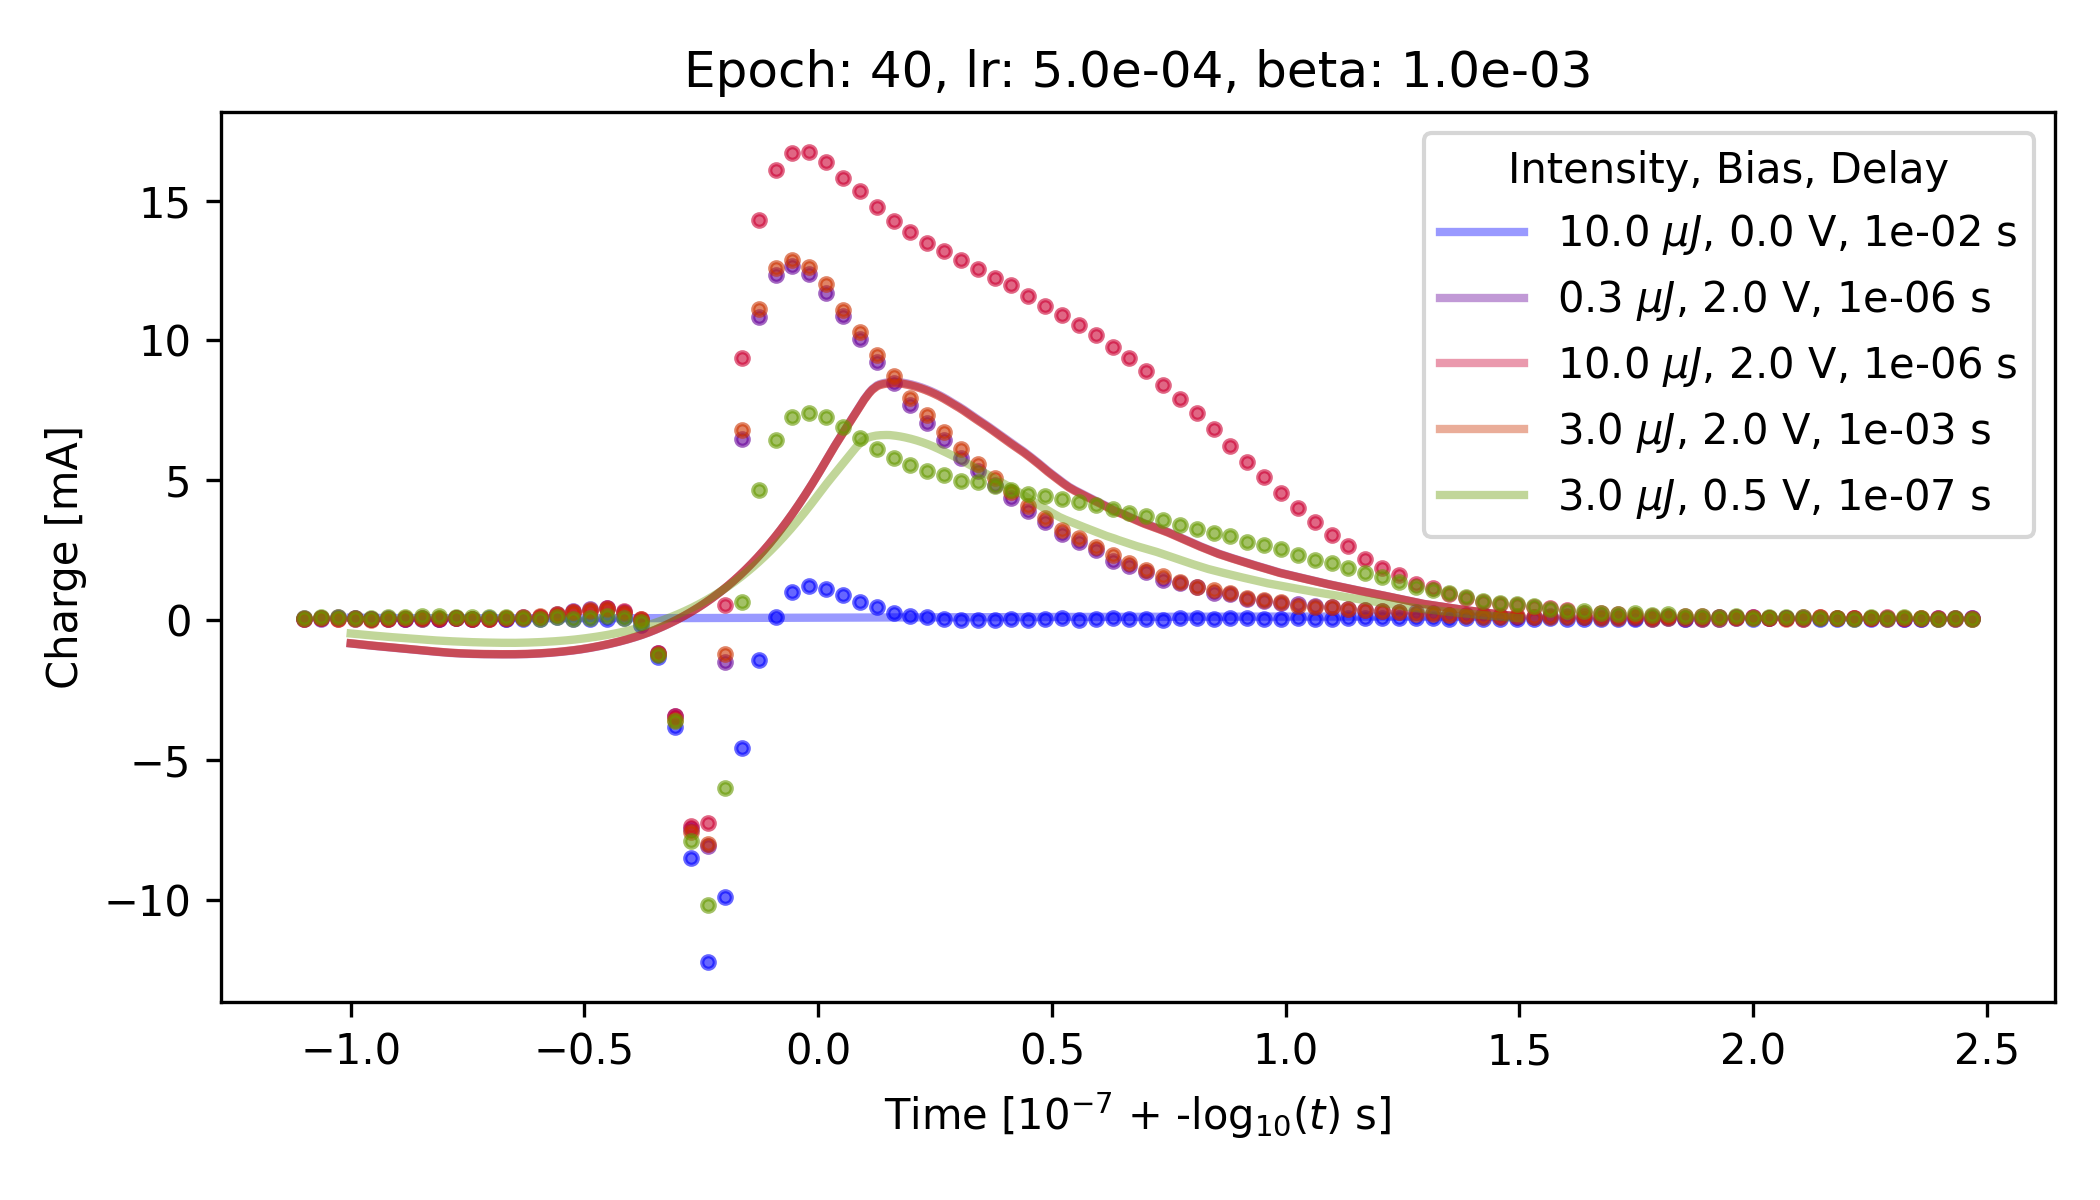 Epoch: 40, lr: 5.0e-04, beta: 1.0e-03
Charge [mA]
15
10
5
0
−5
−10
Intensity, Bias, Delay
10.0 μJ, 0.0 V, 1e-02 s
0.3 μJ, 2.0 V, 1e-06 s
10.0 μJ, 2.0 V, 1e-06 s
3.0 μJ, 2.0 V, 1e-03 s
3.0 μJ, 0.5 V, 1e-07 s
−1.0 −0.5 0.0 0.5 1.0 1.5 2.0 2.5
Time [10⁻⁷ + -log₁₀(t) s]